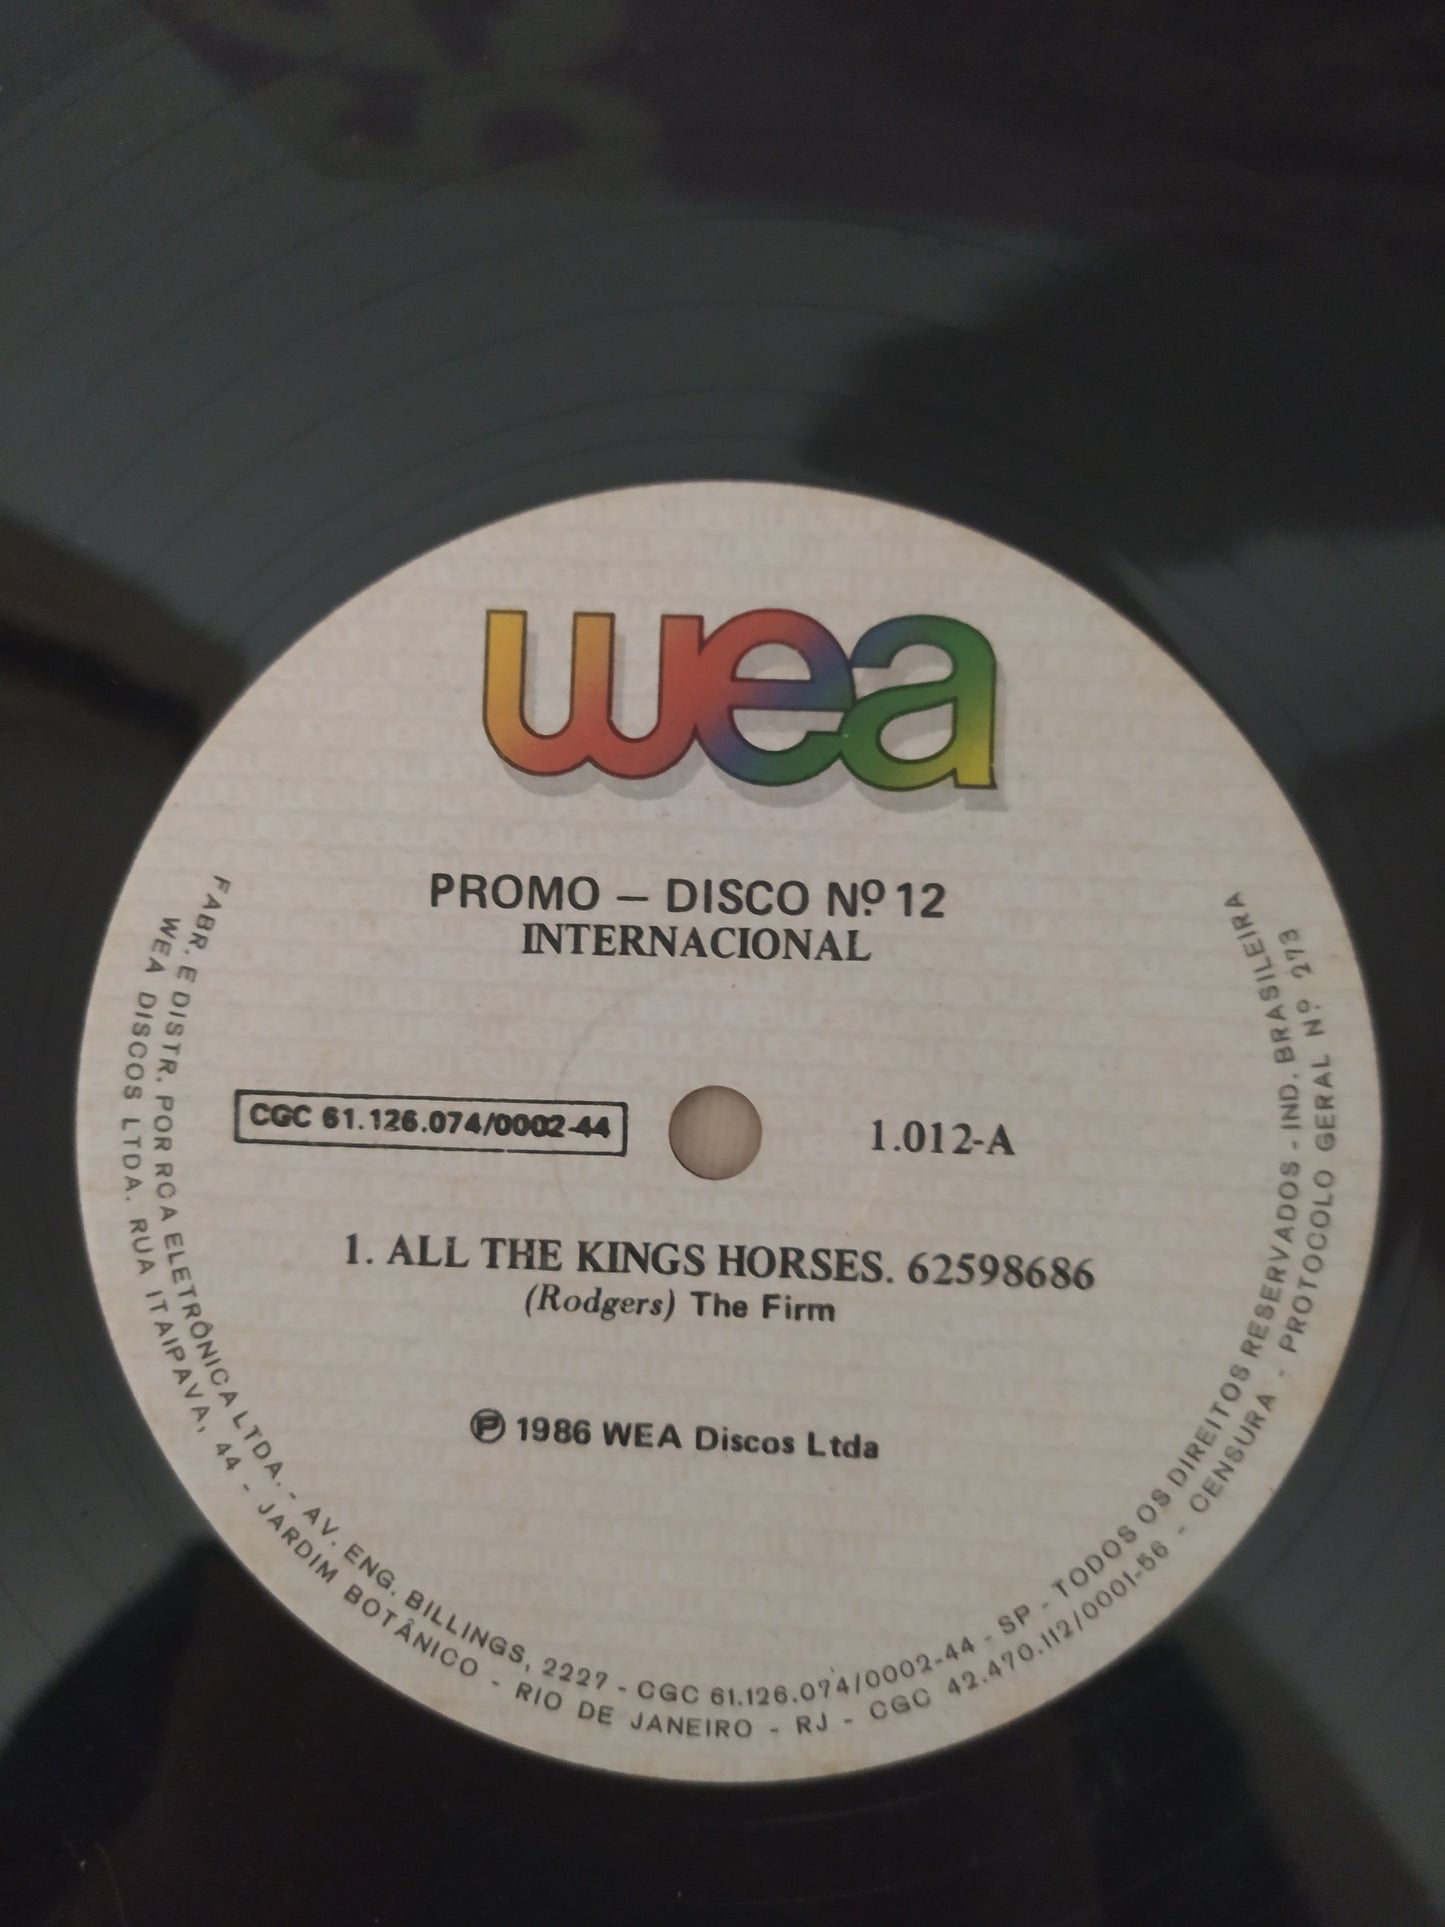 wea
PROMO — DISCO Nº 12
INTERNACIONAL
CGC 61.126.074/0002-44
1.012-A
1. ALL THE KINGS HORSES. 62598686
(Rodgers) The Firm
Ⓟ 1986 WEA Discos Ltda
FABR. E DISTR. POR RCA ELETRÔNICA LTDA. - AV. ENG. BILLINGS, 2227 - CGC 61.126.074/0002-44 - SP - TODOS OS DIREITOS RESERVADOS - IND. BRASILEIRA
WEA DISCOS LTDA. RUA ITAIPAVA, 44 - JARDIM BOTÂNICO - RIO DE JANEIRO - RJ - CGC 42.470.112/0001-56 - CENSURA - PROTOCOLO GERAL Nº 273